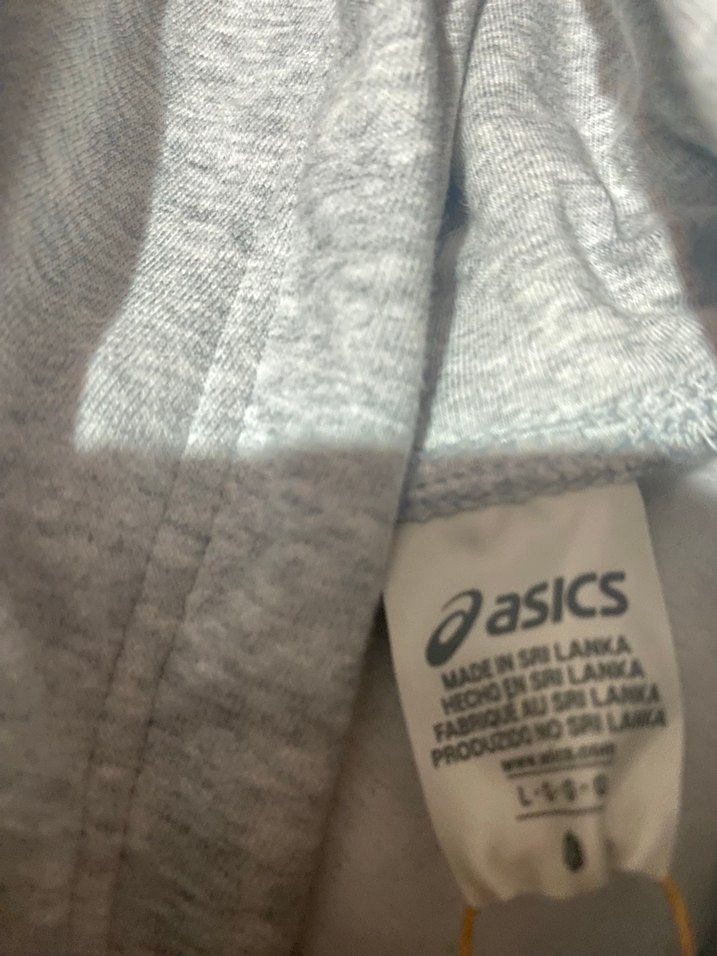 asics
MADE IN SRI LANKA
HECHO EN SRI LANKA
FABRIQUÉ AU SRI LANKA
PRODUZIDO NO SRI LANKA